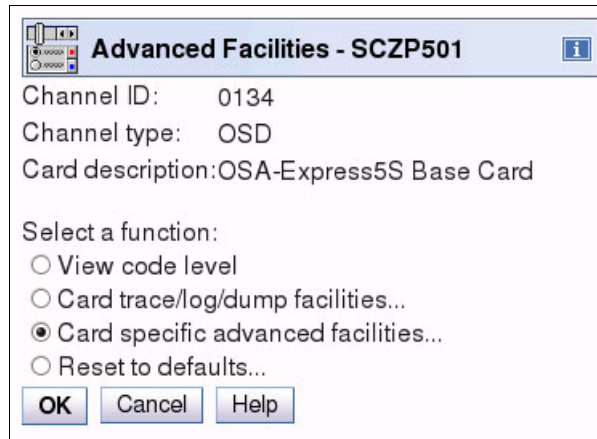 Advanced Facilities - SCZP501
Channel ID: 0134
Channel type: OSD
Card description:OSA-Express5S Base Card
Select a function:
View code level
Card trace/log/dump facilities...
Card specific advanced facilities...
Reset to defaults...
OK Cancel Help